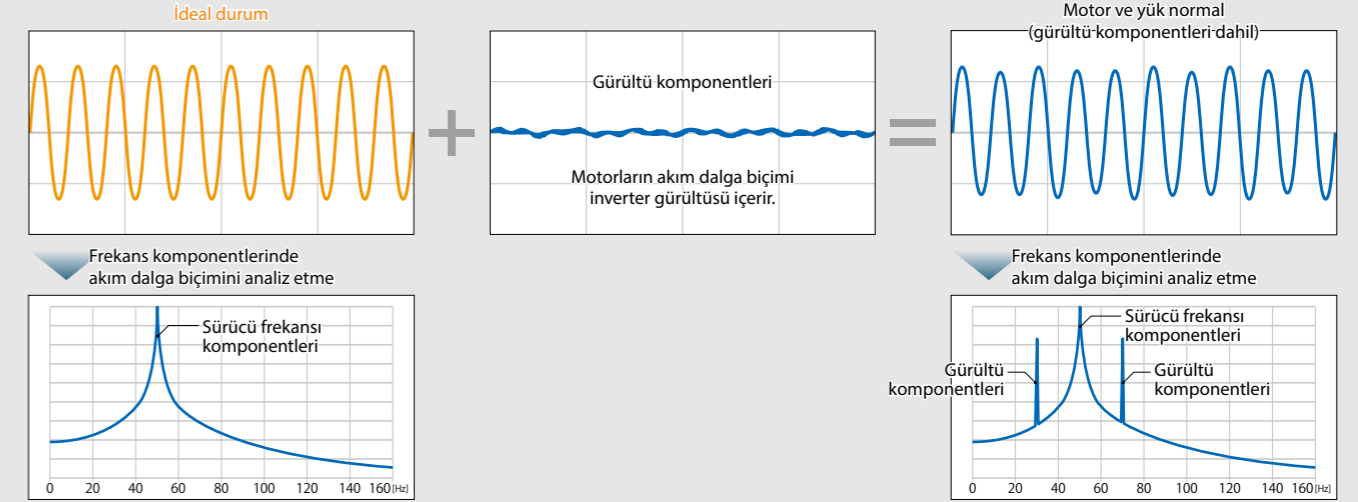 İdeal durum
Gürültü komponentleri
Motorların akım dalga biçimi
inverter gürültüsü içerir.
Motor ve yük normal
(gürültü komponentleri dahil)
Frekans komponentlerinde
akım dalga biçimini analiz etme
Sürücü frekansı
komponentleri
0 20 40 60 80 100 120 140 160 [Hz]
Frekans komponentlerinde
akım dalga biçimini analiz etme
Sürücü frekansı
komponentleri
Gürültü
komponentleri
Gürültü
komponentleri
0 20 40 60 80 100 120 140 160 [Hz]